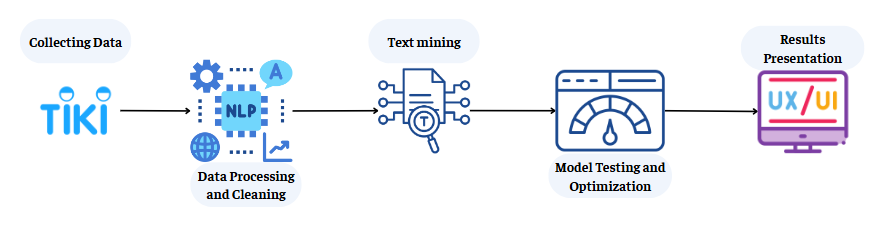 Collecting Data
TiKi
NLP
A
Data Processing
and Cleaning
Text mining
T
Model Testing and
Optimization
Results
Presentation
UX/UI